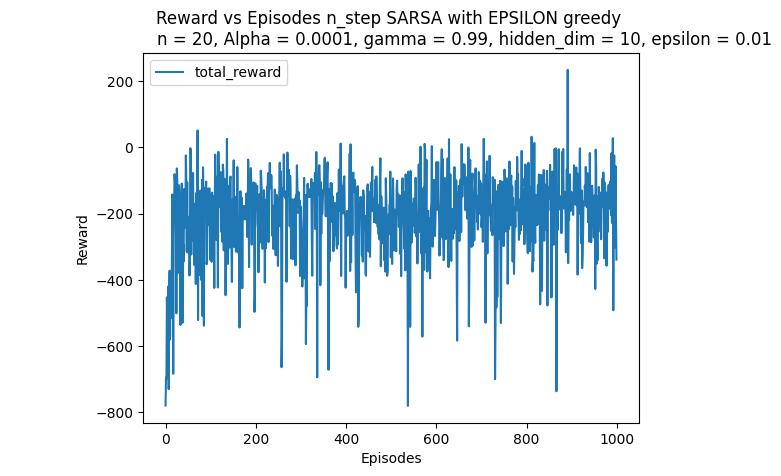 Reward vs Episodes n_step SARSA with EPSILON greedy
n = 20, Alpha = 0.0001, gamma = 0.99, hidden_dim = 10, epsilon = 0.01
total_reward
200
0
−200
−400
−600
−800
Reward
0 200 400 600 800 1000
Episodes